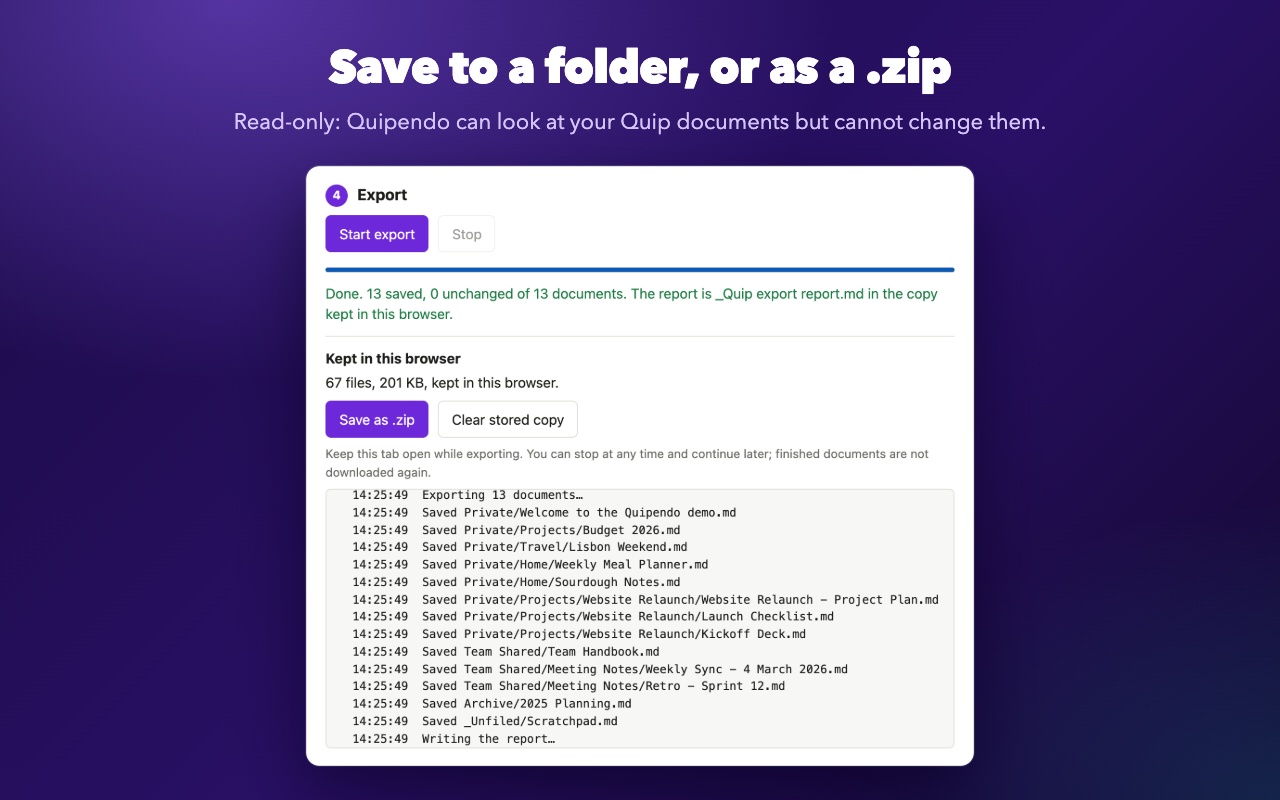 Save to a folder, or as a .zip
Read-only: Quipendo can look at your Quip documents but cannot change them.
4 Export
Start export Stop
Done. 13 saved, 0 unchanged of 13 documents. The report is _Quip export report.md in the copy
kept in this browser.
Kept in this browser
67 files, 201 KB, kept in this browser.
Save as .zip Clear stored copy
Keep this tab open while exporting. You can stop at any time and continue later; finished documents are not
downloaded again.
14:25:49 Exporting 13 documents…
14:25:49 Saved Private/Welcome to the Quipendo demo.md
14:25:49 Saved Private/Projects/Budget 2026.md
14:25:49 Saved Private/Travel/Lisbon Weekend.md
14:25:49 Saved Private/Home/Weekly Meal Planner.md
14:25:49 Saved Private/Home/Sourdough Notes.md
14:25:49 Saved Private/Projects/Website Relaunch/Website Relaunch – Project Plan.md
14:25:49 Saved Private/Projects/Website Relaunch/Launch Checklist.md
14:25:49 Saved Private/Projects/Website Relaunch/Kickoff Deck.md
14:25:49 Saved Team Shared/Team Handbook.md
14:25:49 Saved Team Shared/Meeting Notes/Weekly Sync – 4 March 2026.md
14:25:49 Saved Team Shared/Meeting Notes/Retro – Sprint 12.md
14:25:49 Saved Archive/2025 Planning.md
14:25:49 Saved _Unfiled/Scratchpad.md
14:25:49 Writing the report…